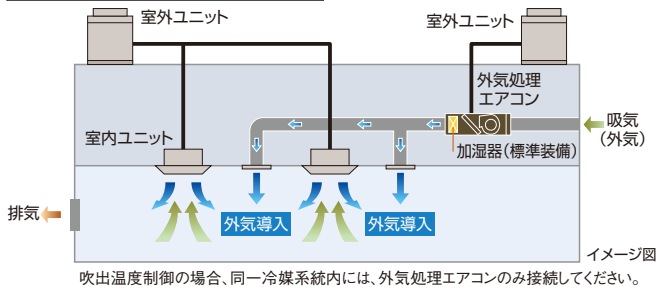 室外ユニット
室外ユニット
外気処理
エアコン
吸気
(外気)
室内ユニット
加湿器(標準装備)
排気
外気導入
外気導入
イメージ図
吹出温度制御の場合、同一冷媒系統内には、外気処理エアコンのみ接続してください。